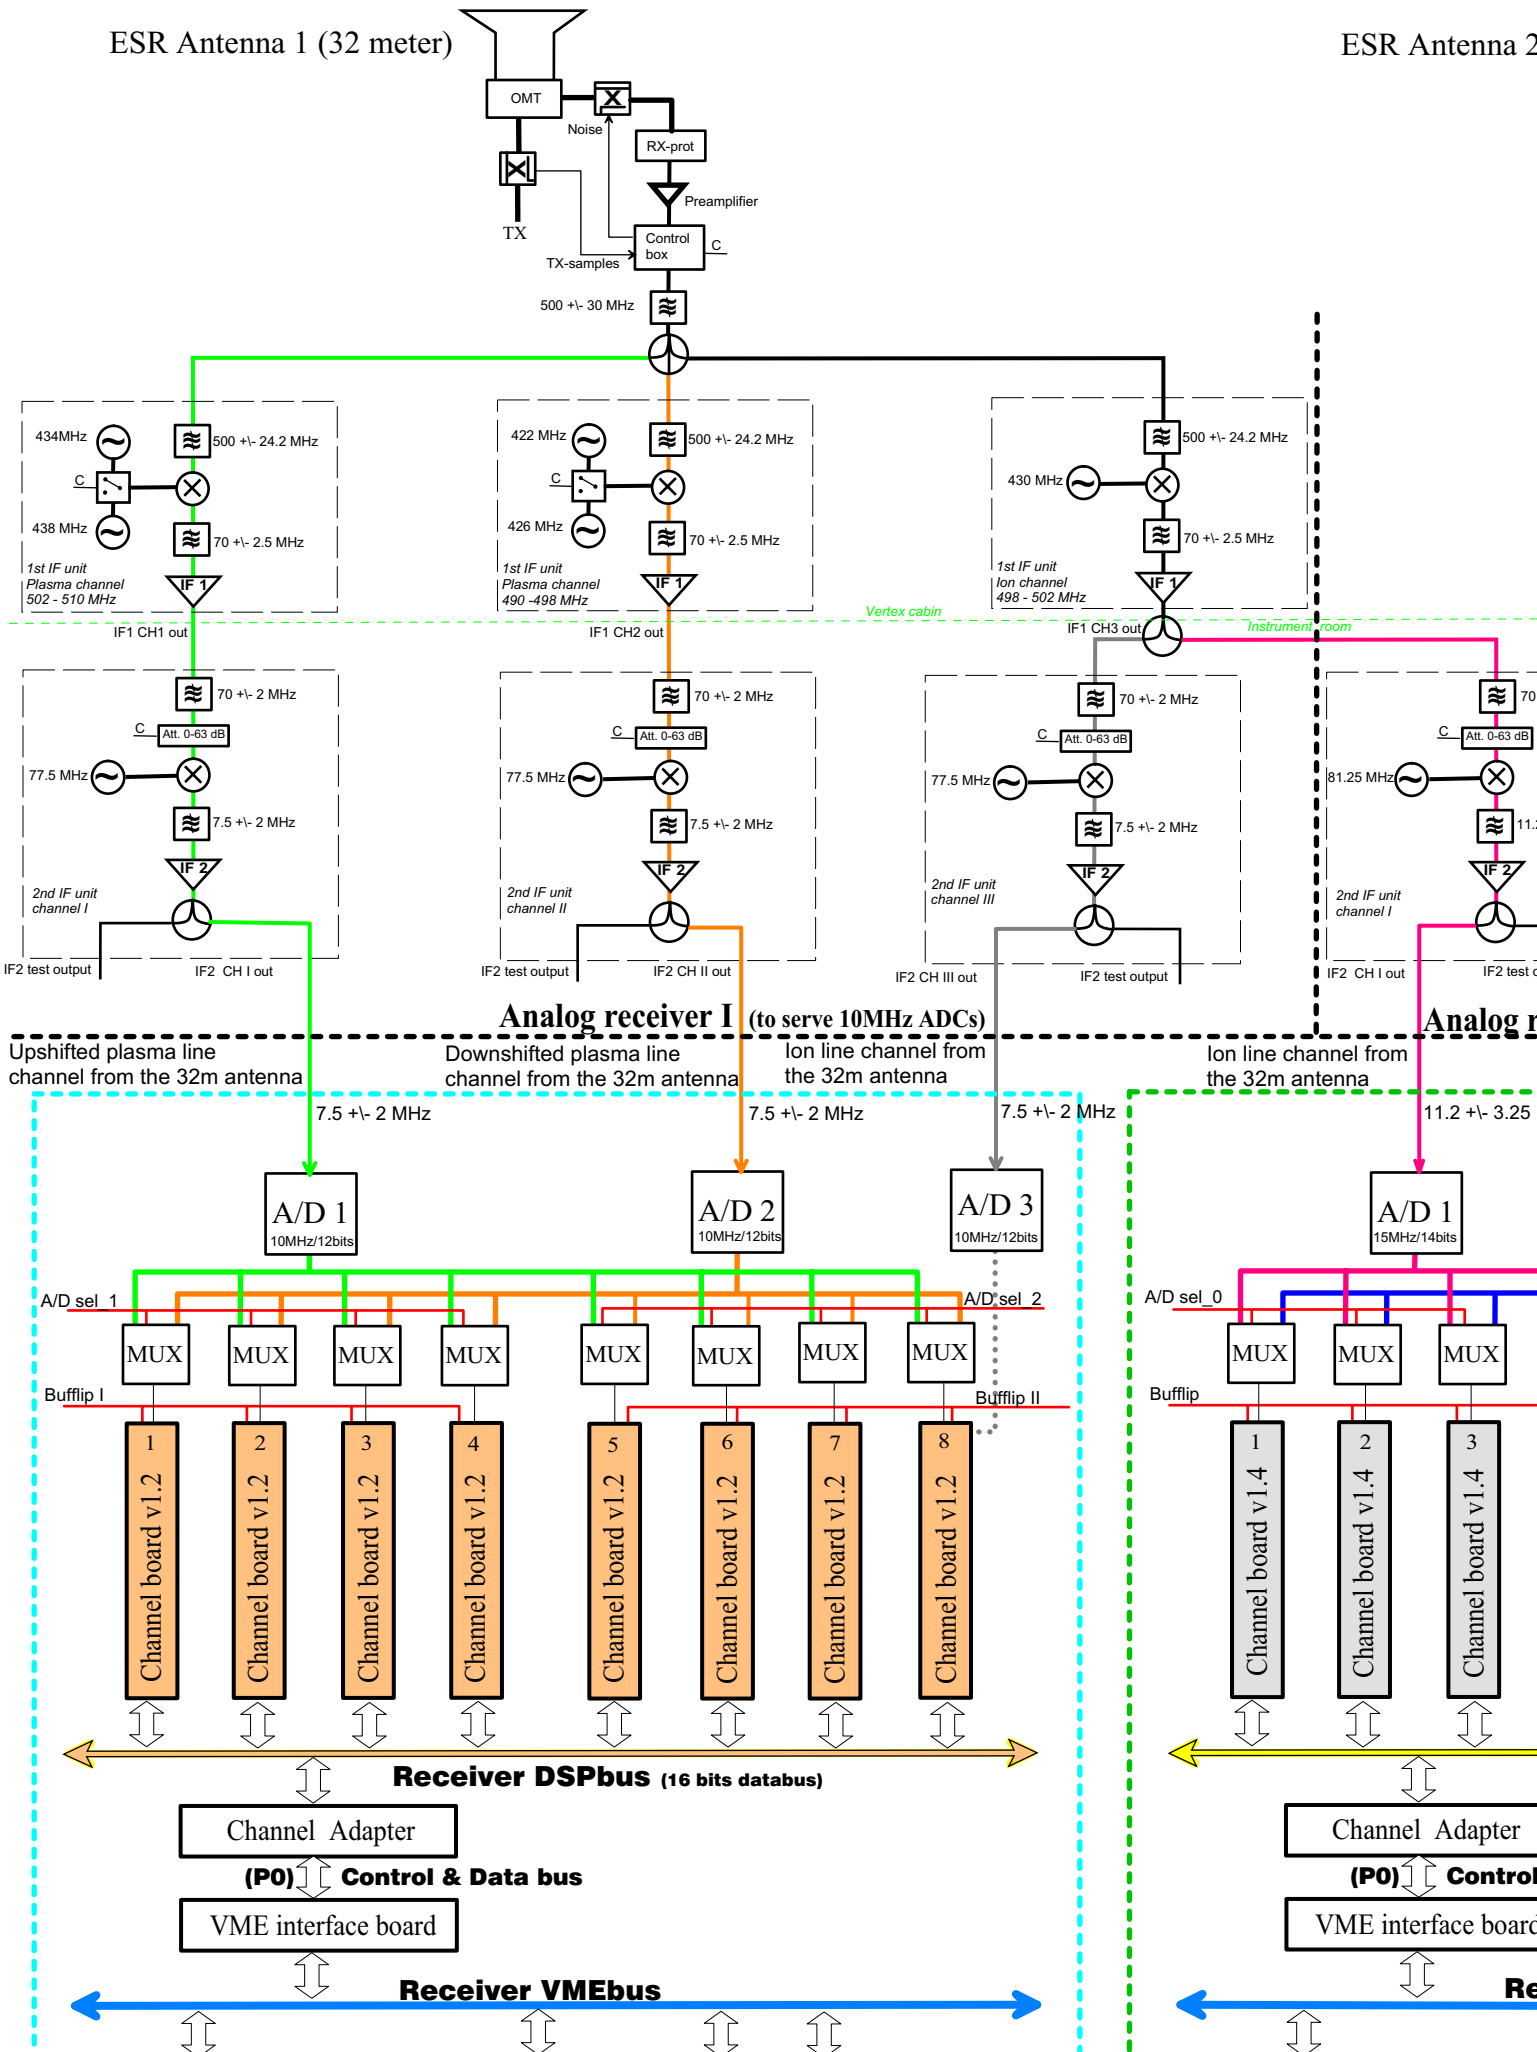 ESR Antenna 1 (32 meter)
ESR Antenna 2
OMT
Noise
RX-prot
Preamplifier
TX
Control
box
C
TX-samples
500 +\- 30 MHz
434MHz
500 +\- 24.2 MHz
C
438 MHz
70 +\- 2.5 MHz
1st IF unit
Plasma channel
502 - 510 MHz
IF 1
422 MHz
500 +\- 24.2 MHz
C
426 MHz
70 +\- 2.5 MHz
1st IF unit
Plasma channel
490 -498 MHz
IF 1
500 +\- 24.2 MHz
430 MHz
70 +\- 2.5 MHz
1st IF unit
Ion channel
498 - 502 MHz
IF 1
Vertex cabin
Instrument room
IF1 CH1 out
IF1 CH2 out
IF1 CH3 out
70 +\- 2 MHz
C
Att. 0-63 dB
77.5 MHz
7.5 +\- 2 MHz
IF 2
2nd IF unit
channel I
IF2 test output
IF2 CH I out
70 +\- 2 MHz
C
Att. 0-63 dB
77.5 MHz
7.5 +\- 2 MHz
IF 2
2nd IF unit
channel II
IF2 test output
IF2 CH II out
70 +\- 2 MHz
C
Att. 0-63 dB
77.5 MHz
7.5 +\- 2 MHz
IF 2
2nd IF unit
channel III
IF2 CH III out
IF2 test output
70
C
Att. 0-63 dB
81.25 MHz
11.2
IF 2
2nd IF unit
channel I
IF2 CH I out
IF2 test
Analog receiver I (to serve 10MHz ADCs)
Analog
Upshifted plasma line
channel from the 32m antenna
Downshifted plasma line
channel from the 32m antenna
Ion line channel from
the 32m antenna
Ion line channel from
the 32m antenna
7.5 +\- 2 MHz
7.5 +\- 2 MHz
7.5 +\- 2 MHz
11.2 +\- 3.25
A/D 1
10MHz/12bits
A/D 2
10MHz/12bits
A/D 3
10MHz/12bits
A/D 1
15MHz/14bits
A/D sel_1
A/D sel_2
A/D sel_0
MUX
MUX
MUX
MUX
MUX
MUX
MUX
MUX
MUX
MUX
MUX
Bufflip I
Bufflip II
Bufflip
1
Channel board v1.2
2
Channel board v1.2
3
Channel board v1.2
4
Channel board v1.2
5
Channel board v1.2
6
Channel board v1.2
7
Channel board v1.2
8
Channel board v1.2
1
Channel board v1.4
2
Channel board v1.4
3
Channel board v1.4
Receiver DSPbus (16 bits databus)
Channel Adapter
Channel Adapter
(P0) Control & Data bus
(P0) Control
VME interface board
VME interface board
Receiver VMEbus
Re